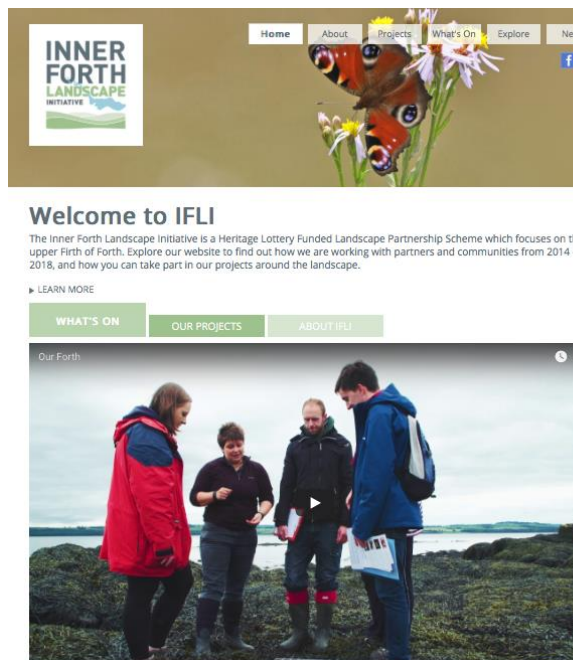 INNER
FORTH
LANDSCAPE
INITIATIVE
Home About Projects What's On Explore Ne
f
Welcome to IFLI
The Inner Forth Landscape Initiative is a Heritage Lottery Funded Landscape Partnership Scheme which focuses on
upper Firth of Forth. Explore our website to find out how we are working with partners and communities from 2014
2018, and how you can take part in our projects around the landscape.
LEARN MORE
WHAT'S ON OUR PROJECTS ABOUT IFLI
Our Forth